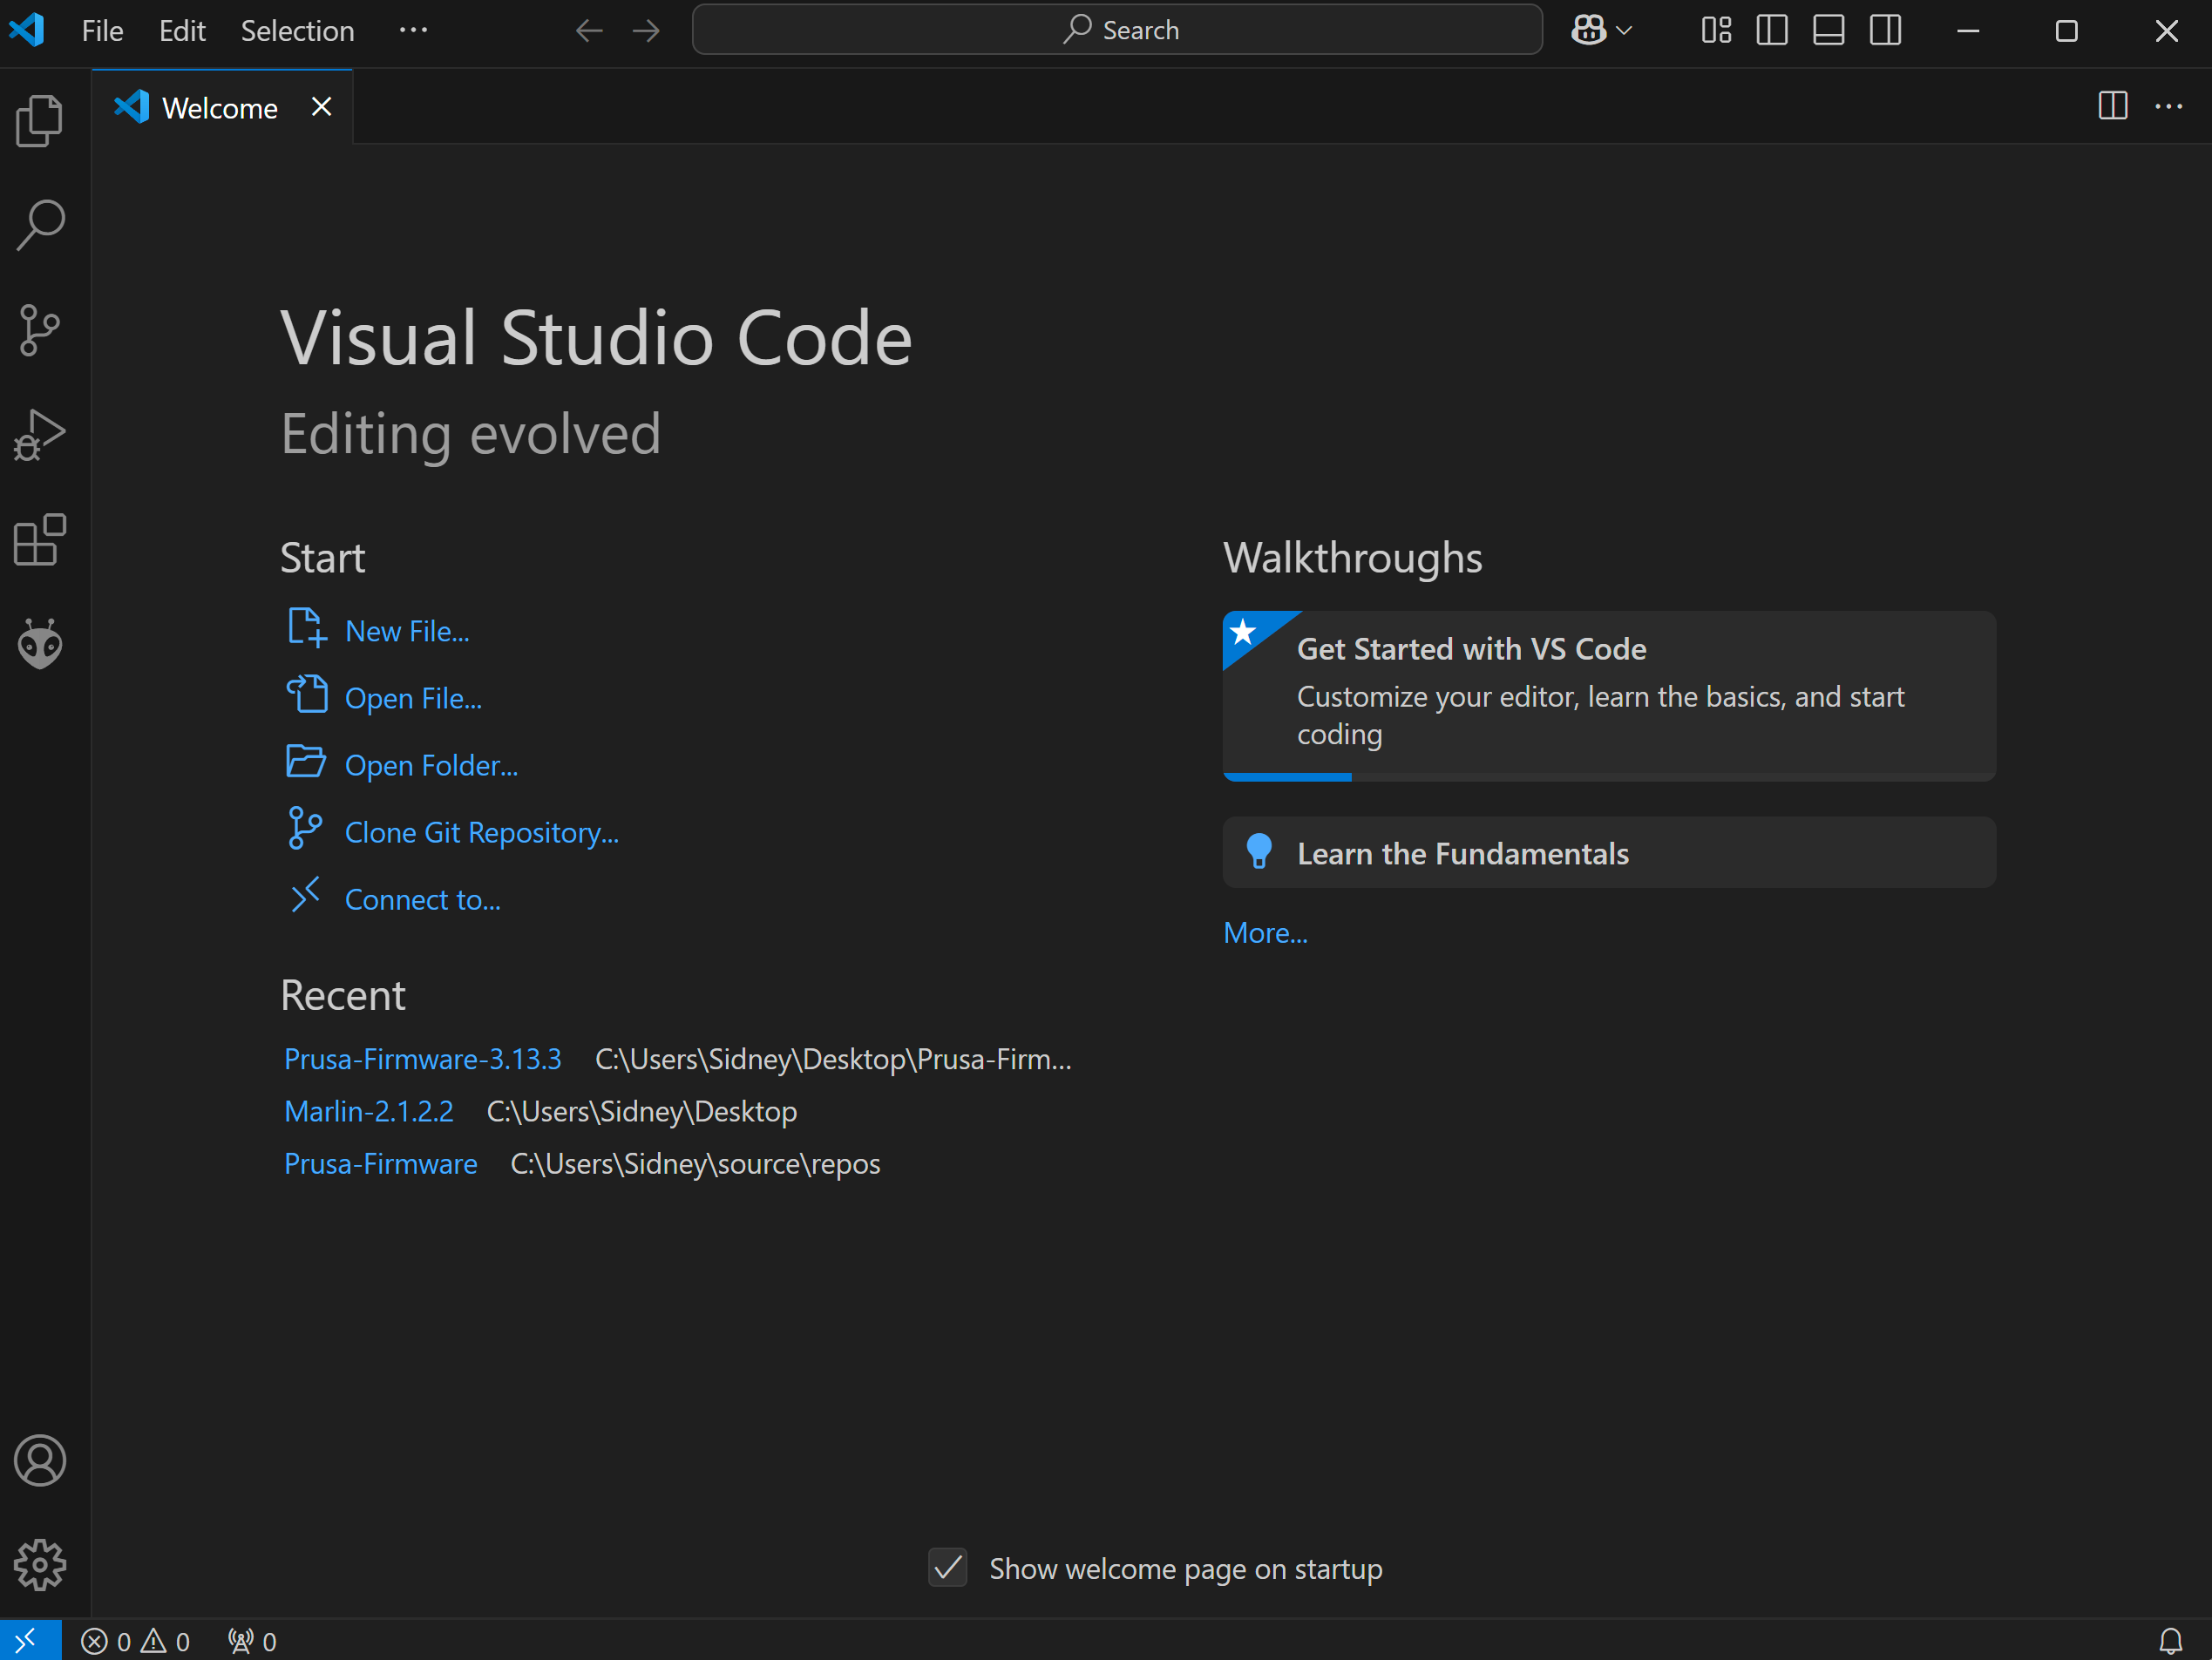 File Edit Selection ··· Search
Welcome
Visual Studio Code
Editing evolved
Start
New File...
Open File...
Open Folder...
Clone Git Repository...
Connect to...
Recent
Prusa-Firmware-3.13.3 C:\Users\Sidney\Desktop\Prusa-Firm...
Marlin-2.1.2.2 C:\Users\Sidney\Desktop
Prusa-Firmware C:\Users\Sidney\source\repos
Walkthroughs
Get Started with VS Code
Customize your editor, learn the basics, and start
coding
Learn the Fundamentals
More...
Show welcome page on startup
0 0 0